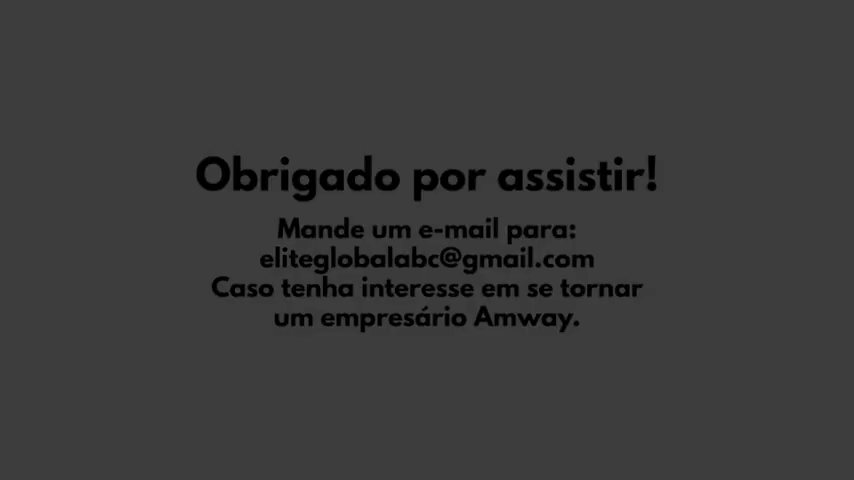 Obrigado por assistir!
Mande um e-mail para:
eliteglobalabc@gmail.com
Caso tenha interesse em se tornar
um empresário Amway.